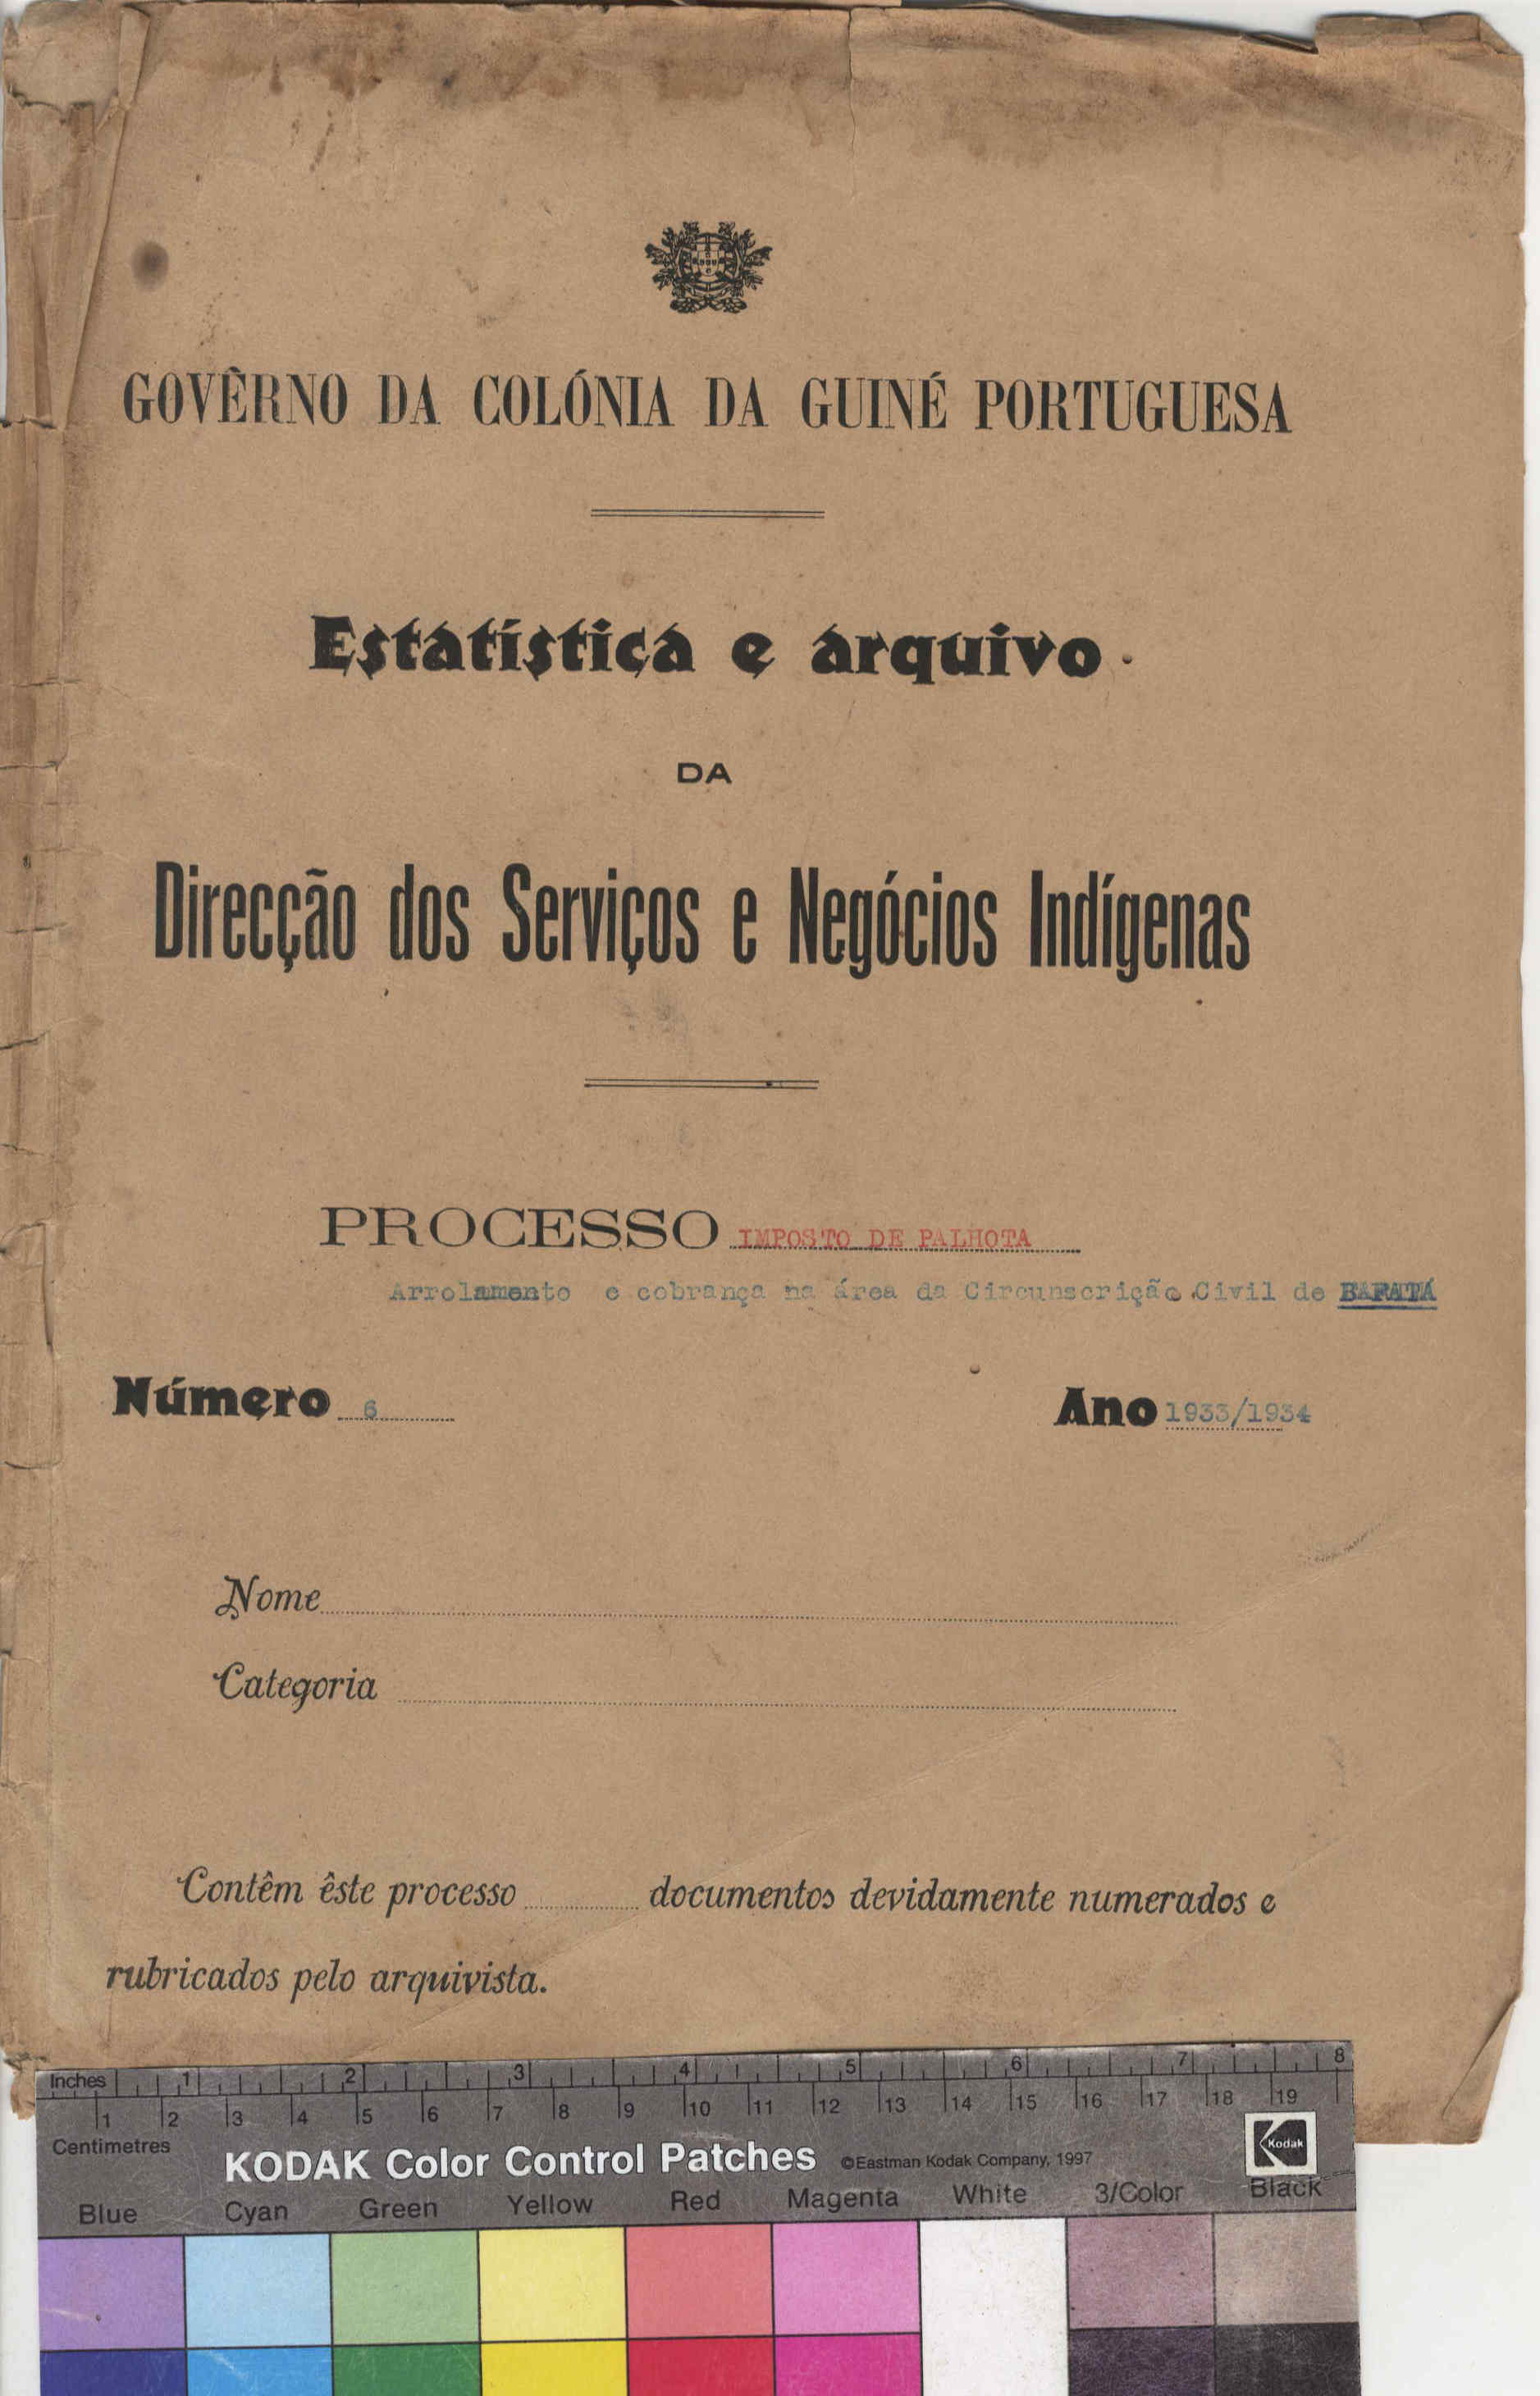 GOVÊRNO DA COLÓNIA DA GUINÉ PORTUGUESA
Estatística e arquivo
DA
Direcção dos Serviços e Negócios Indígenas
PROCESSO IMPOSTO DE PALHOTA
Arrolamento e cobrança na área da Circunscrição Civil de BAFATÁ
Número 6 Ano 1933/1934
Nome
Categoria
Contêm êste processo documentos devidamente numerados e
rubricados pelo arquivista.
Inches 1 2 3 4 5 6 7 8
1 2 3 4 5 6 7 8 9 10 11 12 13 14 15 16 17 18 19
Centimetres
KODAK Color Control Patches ©Eastman Kodak Company, 1997 Kodak
Blue Cyan Green Yellow Red Magenta White 3/Color Black